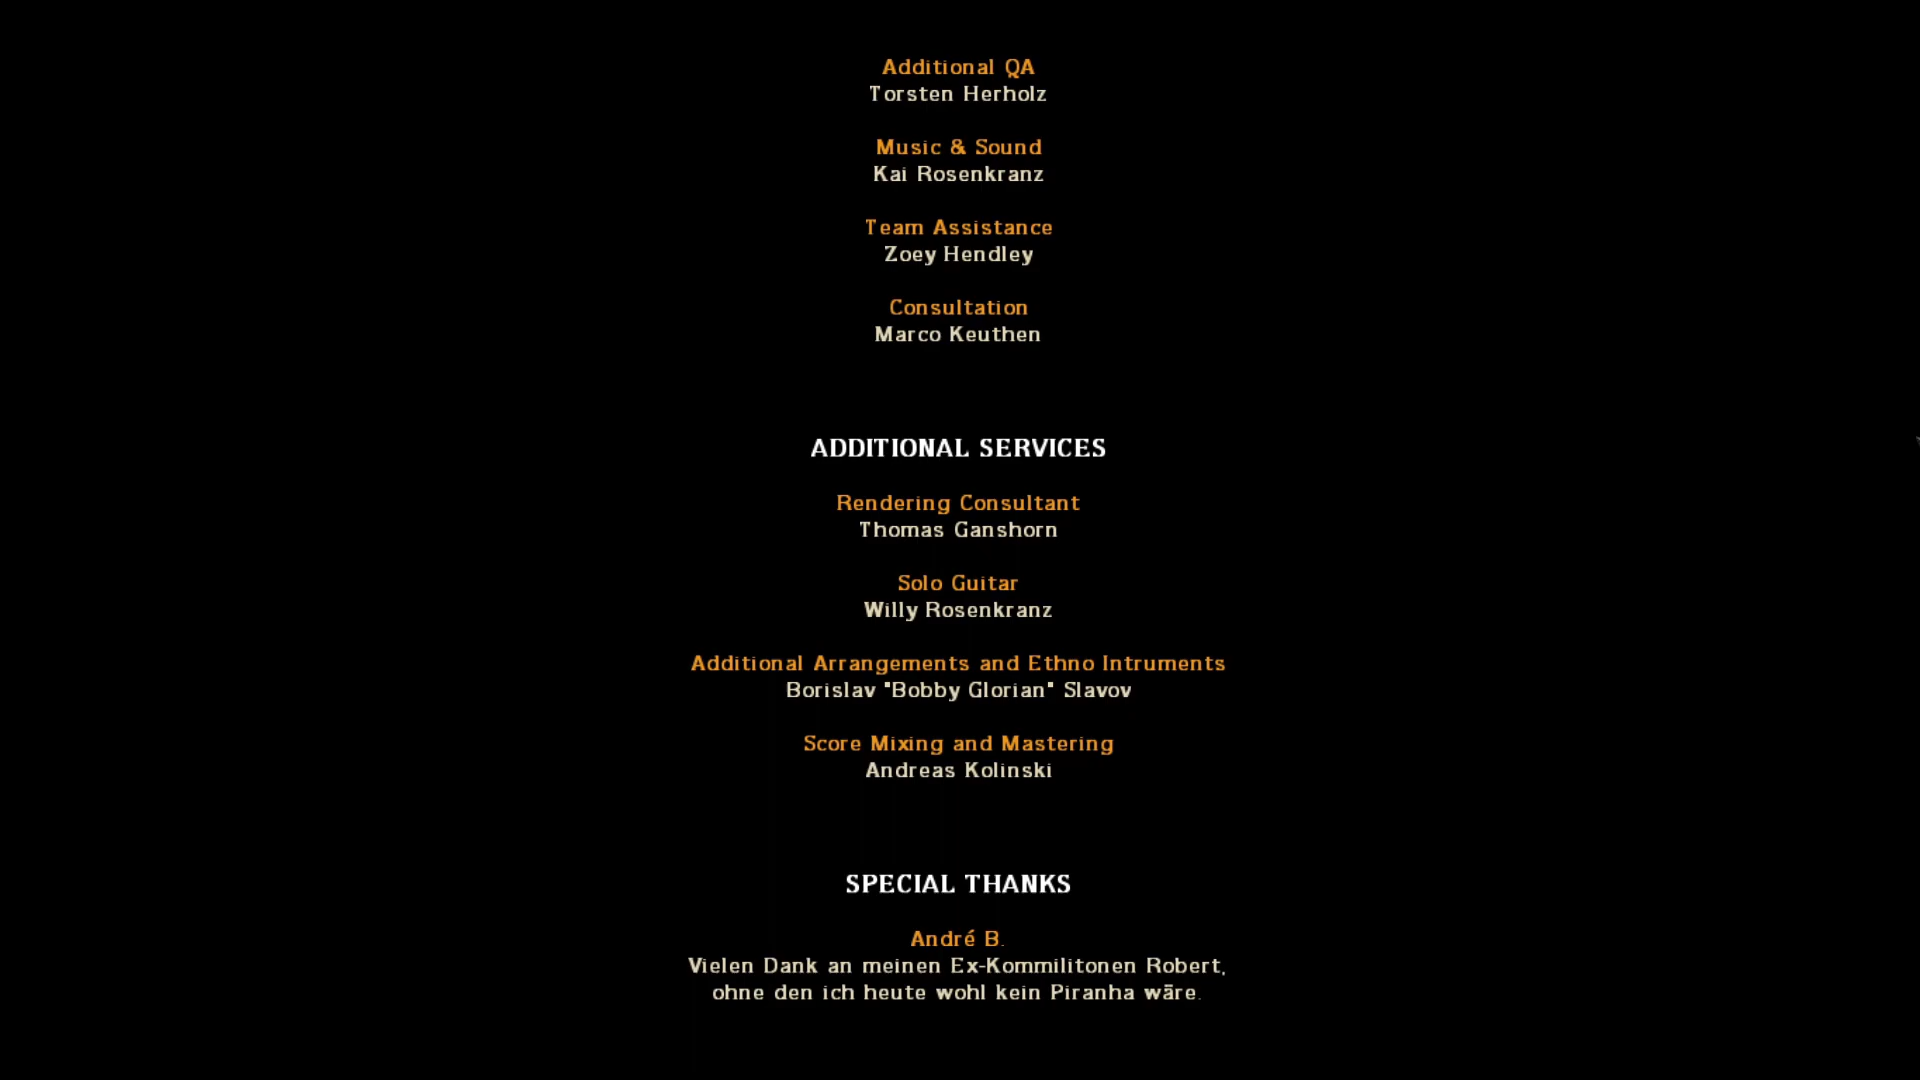 Additional QA
Torsten Herholz
Music & Sound
Kai Rosenkranz
Team Assistance
Zoey Hendley
Consultation
Marco Keuthen
ADDITIONAL SERVICES
Rendering Consultant
Thomas Ganshorn
Solo Guitar
Willy Rosenkranz
Additional Arrangements and Ethno Intruments
Borislav "Bobby Glorian" Slavov
Score Mixing and Mastering
Andreas Kolinski
SPECIAL THANKS
André B.
Vielen Dank an meinen Ex-Kommilitonen Robert,
ohne den ich heute wohl kein Piranha wäre.